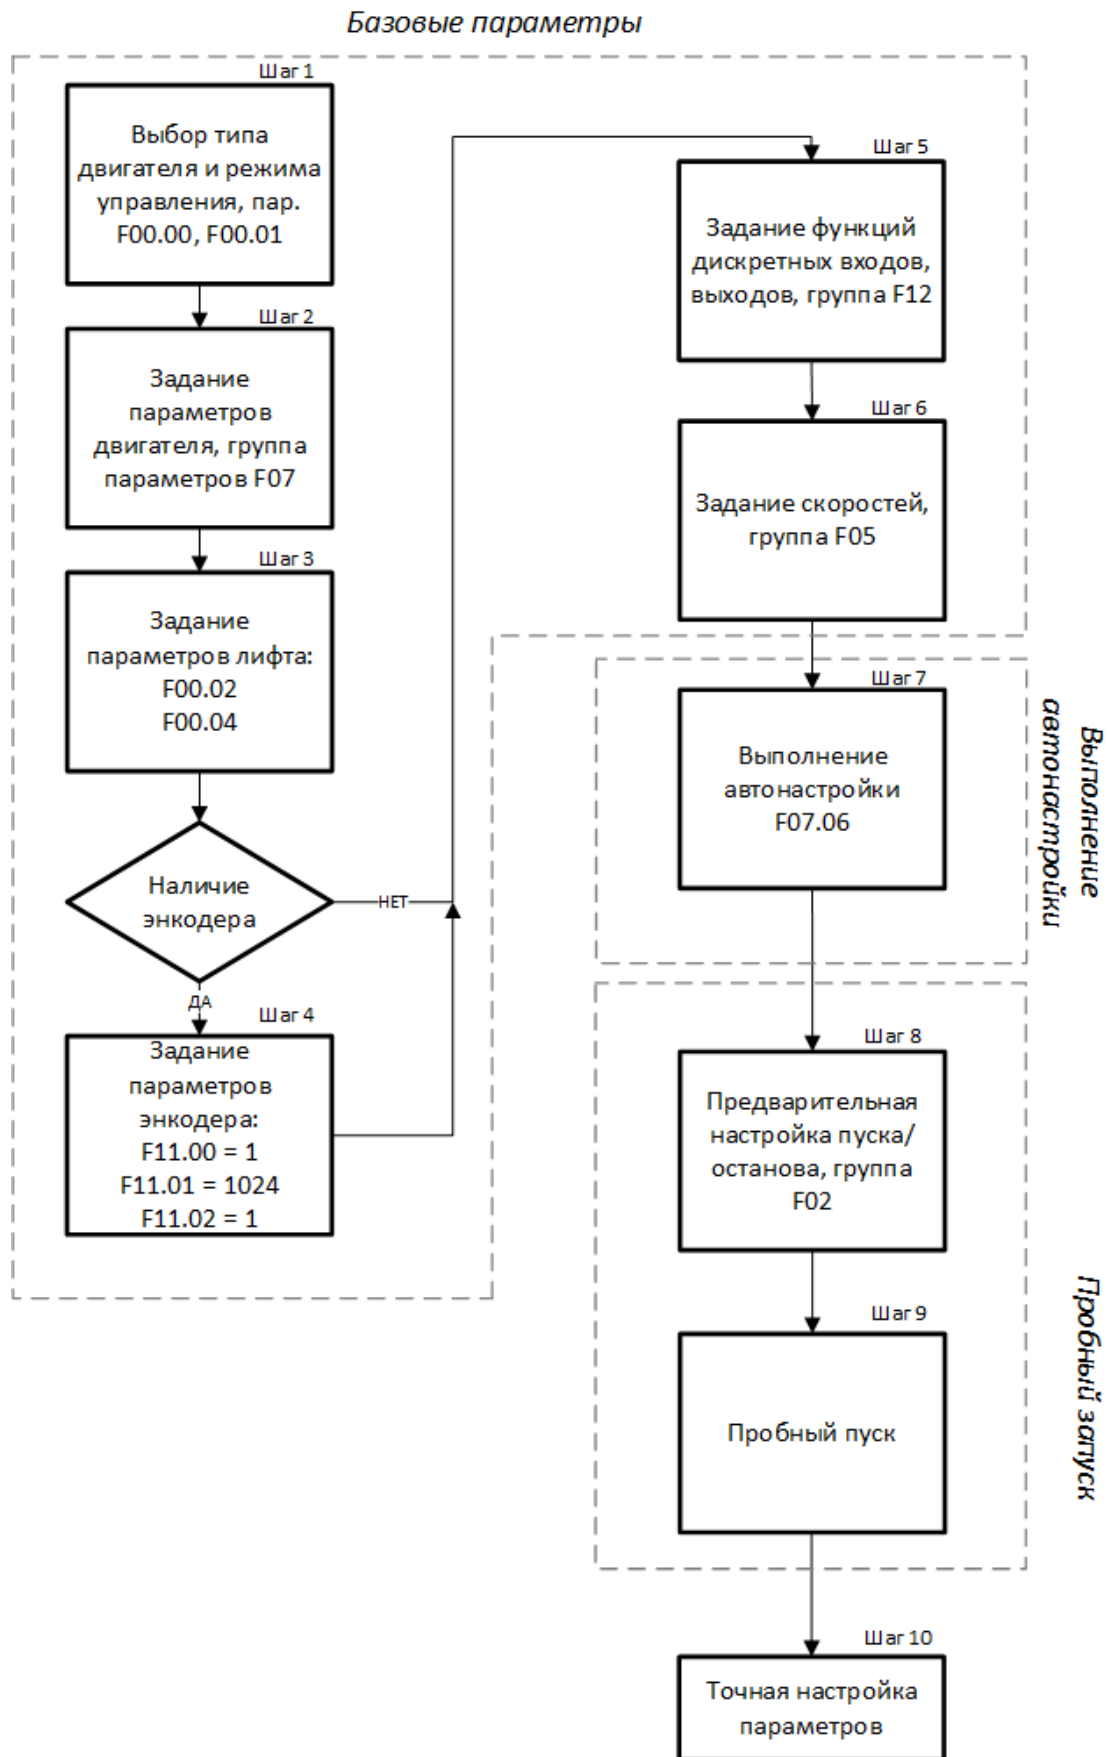 Базовые параметры
Шаг 1
Выбор типа
двигателя и режима
управления, пар.
F00.00, F00.01
Шаг 2
Задание
параметров
двигателя, группа
параметров F07
Шаг 3
Задание
параметров лифта:
F00.02
F00.04
Наличие
энкодера
НЕТ
ДА
Шаг 4
Задание
параметров
энкодера:
F11.00 = 1
F11.01 = 1024
F11.02 = 1
Шаг 5
Задание функций
дискретных входов,
выходов, группа F12
Шаг 6
Задание скоростей,
группа F05
Шаг 7
Выполнение
автонастройки
F07.06
Выполнение
автонастройки
Шаг 8
Предварительная
настройка пуска/
останова, группа
F02
Шаг 9
Пробный пуск
Пробный запуск
Шаг 10
Точная настройка
параметров